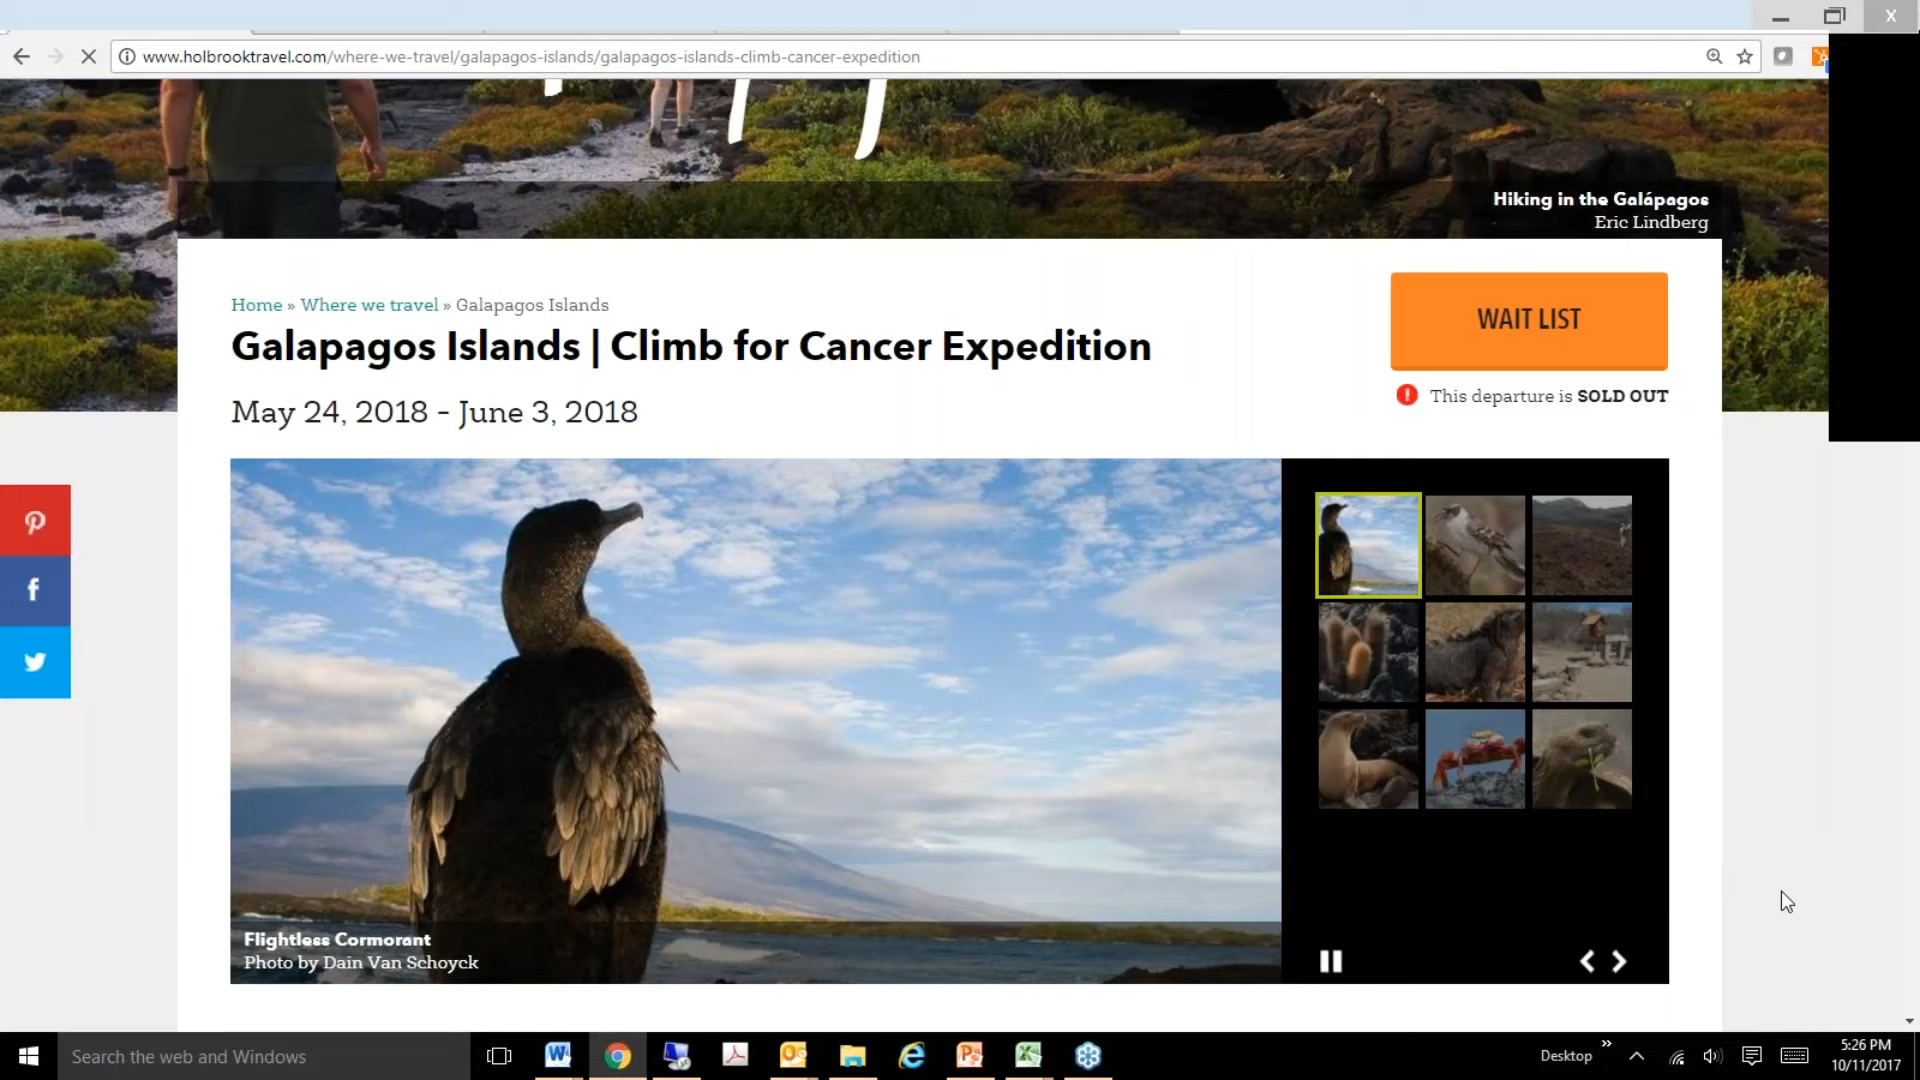 www.holbrooktravel.com/where-we-travel/galapagos-islands/galapagos-islands-climb-cancer-expedition
Hiking in the Galápagos
Eric Lindberg
Home » Where we travel » Galapagos Islands
WAIT LIST
Galapagos Islands | Climb for Cancer Expedition
This departure is SOLD OUT
May 24, 2018 - June 3, 2018
Flightless Cormorant
Photo by Dain Van Schoyck
Search the web and Windows
Desktop
5:26 PM
10/11/2017